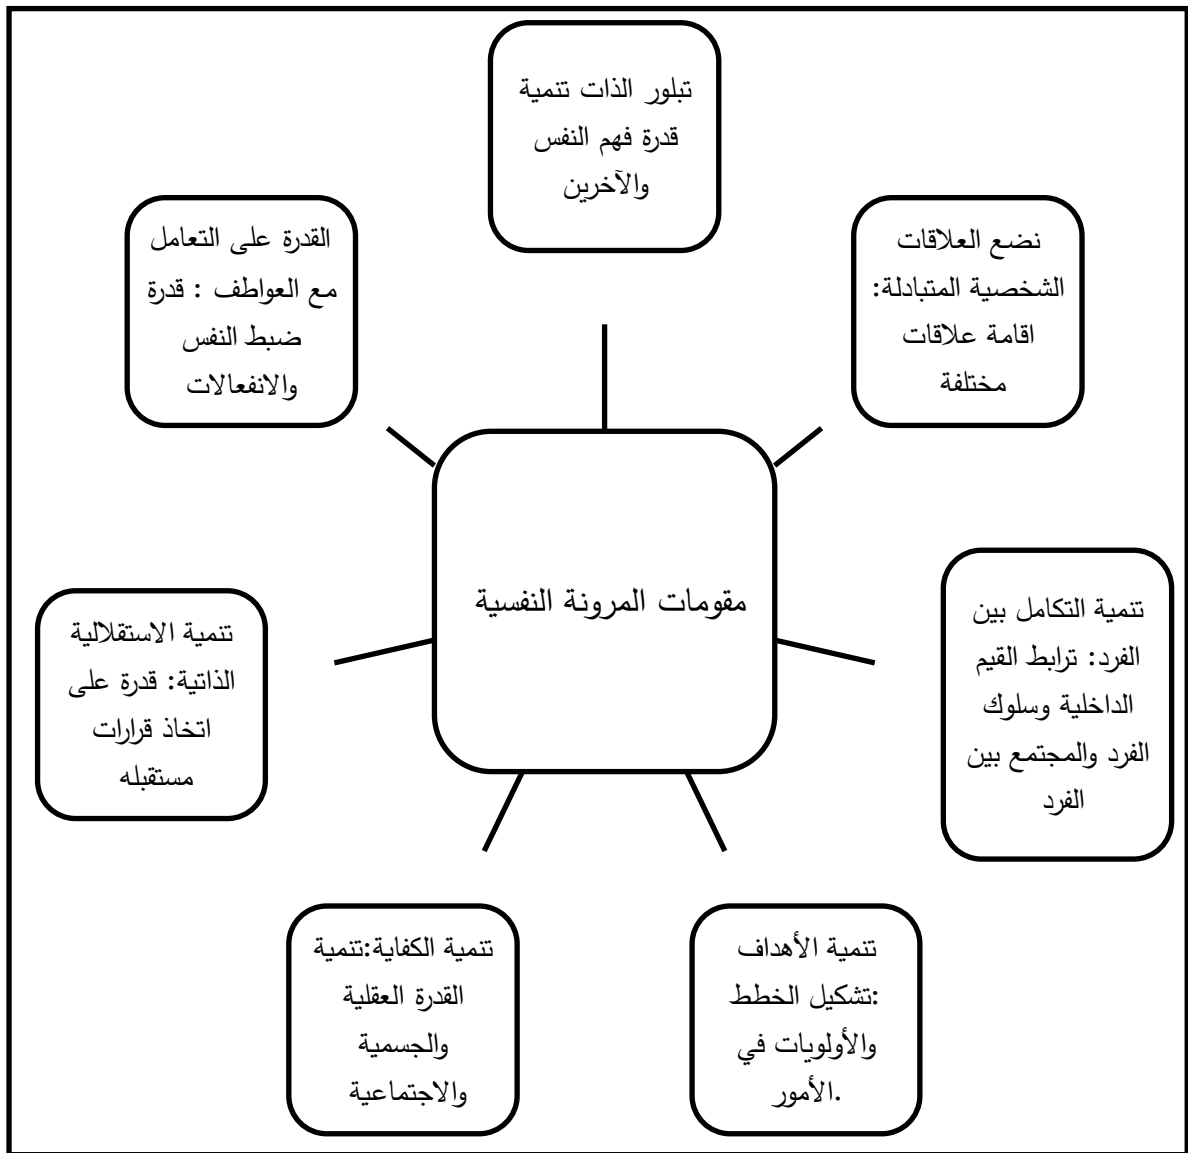 تبلور الذات تنمية
قدرة فهم النفس
والآخرين
نضع العلاقات
الشخصية المتبادلة:
اقامة علاقات
مختلفة
تنمية التكامل بين
الفرد: ترابط القيم
الداخلية وسلوك
الفرد والمجتمع بين
الفرد
تنمية الأهداف
:تشكيل الخطط
والأولويات في
.الأمور
تنمية الكفاية:تنمية
القدرة العقلية
والجسمية
والاجتماعية
تنمية الاستقلالية
الذاتية: قدرة على
اتخاذ قرارات
مستقبله
القدرة على التعامل
مع العواطف : قدرة
ضبط النفس
والانفعالات
مقومات المرونة النفسية